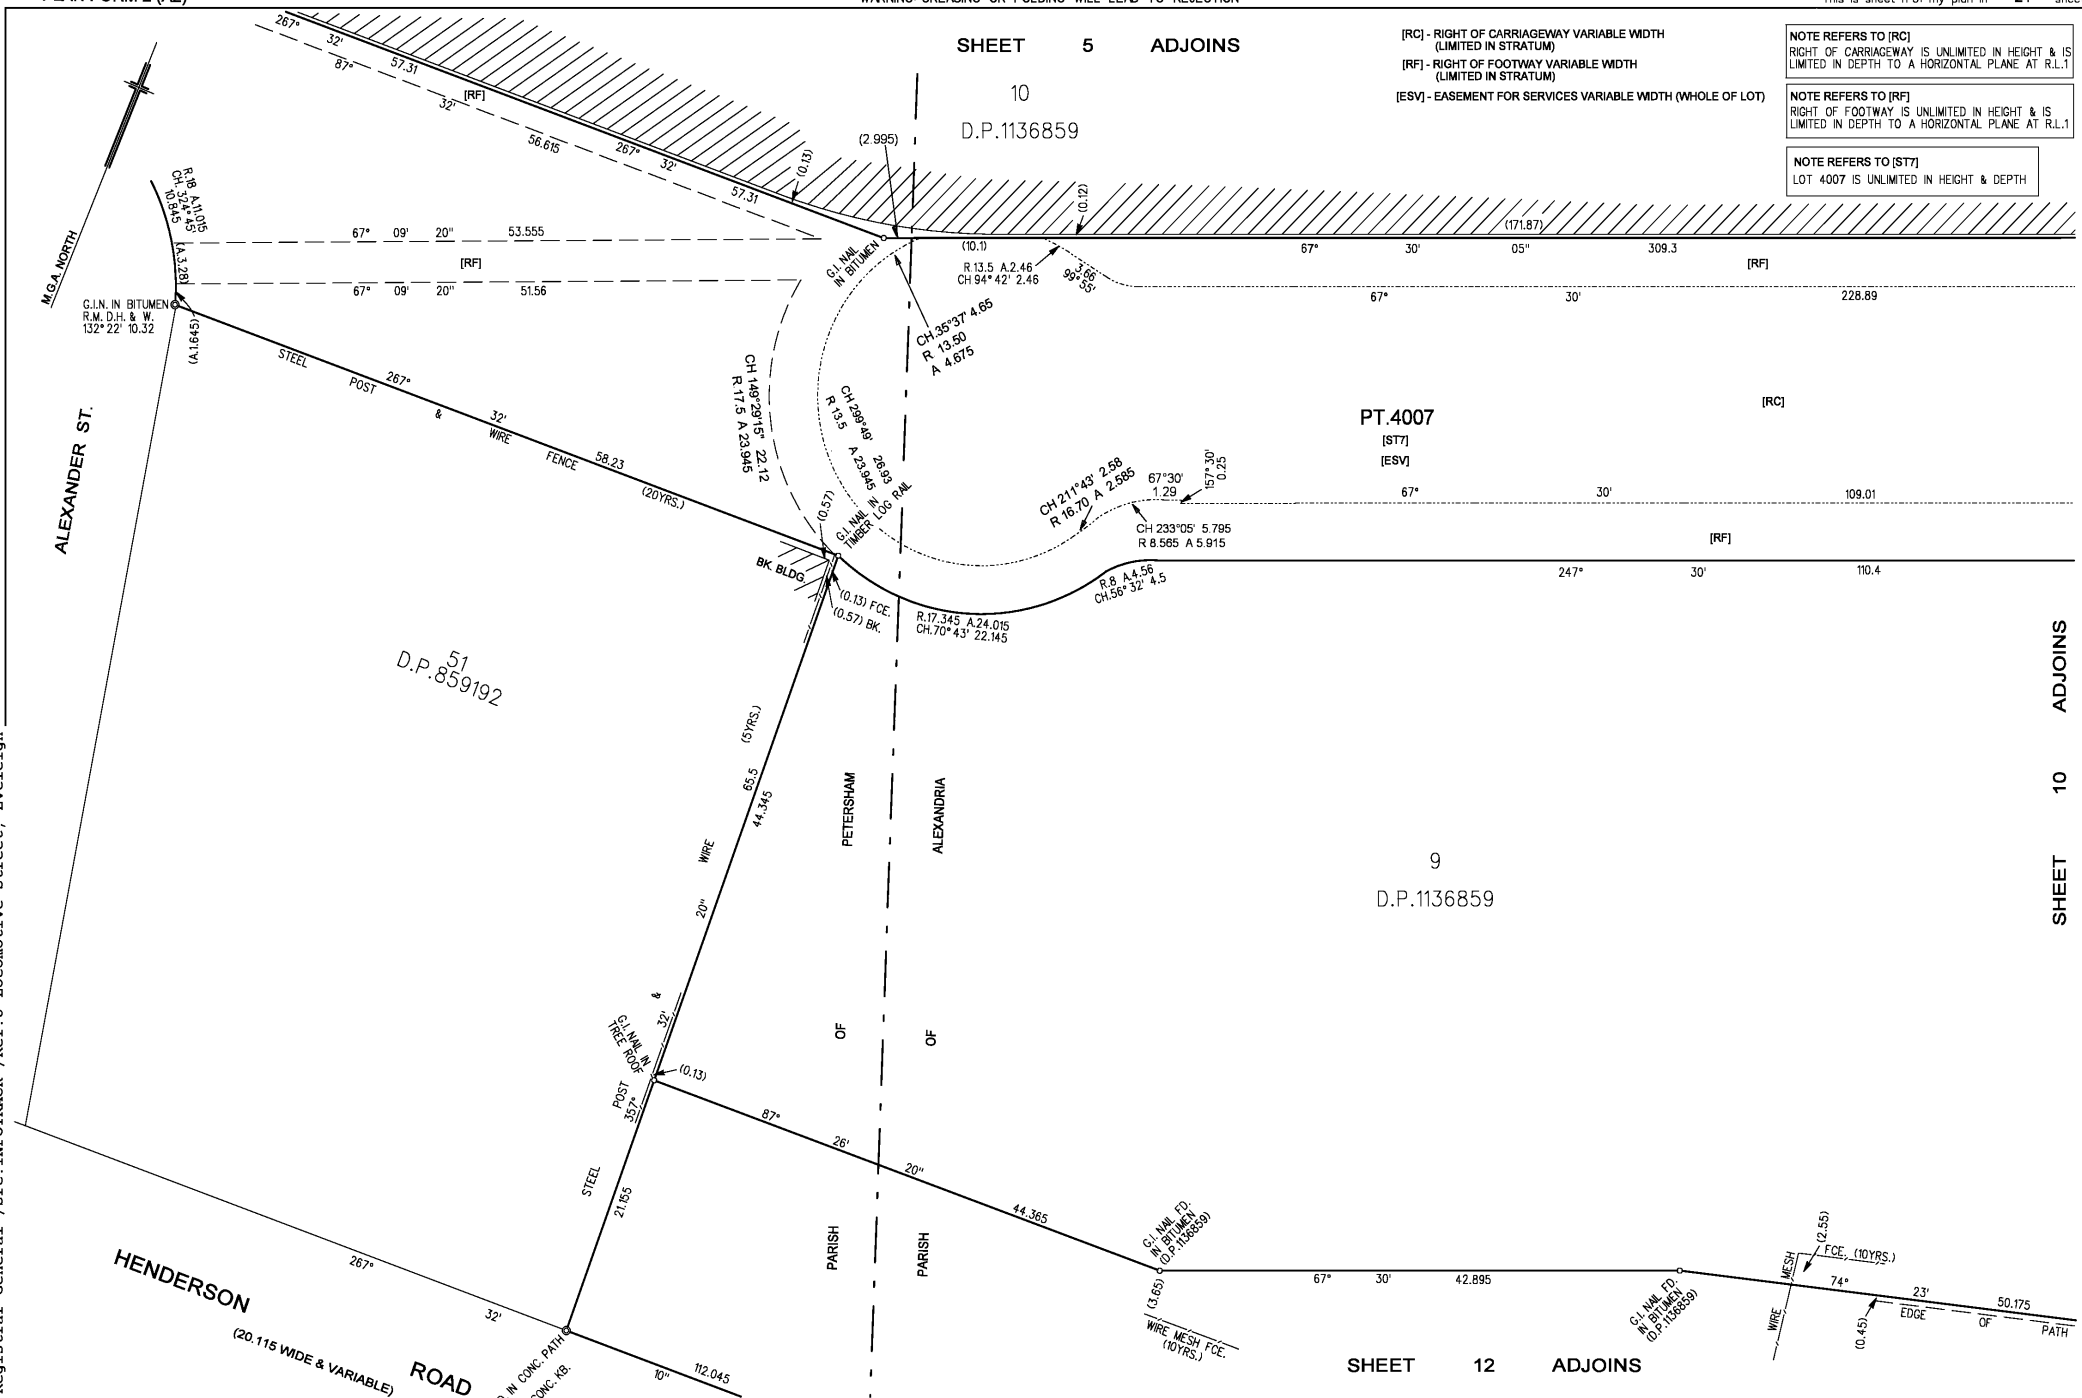 SHEET 5 ADJOINS
10
D.P.1136859
[RC] - RIGHT OF CARRIAGEWAY VARIABLE WIDTH
(LIMITED IN STRATUM)
[RF] - RIGHT OF FOOTWAY VARIABLE WIDTH
(LIMITED IN STRATUM)
[ESV] - EASEMENT FOR SERVICES VARIABLE WIDTH (WHOLE OF LOT)
NOTE REFERS TO [RC]
RIGHT OF CARRIAGEWAY IS UNLIMITED IN HEIGHT & IS
LIMITED IN DEPTH TO A HORIZONTAL PLANE AT R.L.1
NOTE REFERS TO [RF]
RIGHT OF FOOTWAY IS UNLIMITED IN HEIGHT & IS
LIMITED IN DEPTH TO A HORIZONTAL PLANE AT R.L.1
NOTE REFERS TO [ST7]
LOT 4007 IS UNLIMITED IN HEIGHT & DEPTH
M.G.A. NORTH
267° 32' 57.31
87° 32' 56.615
[RF]
267° 32' 57.31
(0.13)
(2.995)
(0.12)
(171.87)
R.18 A.11.015
CH. 324° 45'
10.845
(A.3.28)
67° 09' 20" 53.555
[RF]
67° 09' 20" 51.56
G.I. NAIL
IN BITUMEN
(10.1)
R.13.5 A.2.46
CH 94° 42' 2.46
3.66
99° 55'
67° 30' 05" 309.3
[RF]
67° 30' 228.89
G.I.N. IN BITUMEN
R.M. D.H. & W.
132° 22' 10.32
(A.1.645)
CH.35°37' 4.65
R 13.50
A 4.675
STEEL POST & WIRE FENCE
267° 32' 58.23
(20YRS.)
CH 149°29'15" 22.12
R.17.5 A 23.945
CH 299°49' 26.93
R 13.5 A 23.945
[RC]
PT.4007
[ST7]
[ESV]
ALEXANDER ST.
CH 211°43' 2.58
R 16.70 A 2.585
67°30'
1.29
157° 30'
0.25
67° 30' 109.01
(0.57)
G.I. NAIL IN
TIMBER LOG RAIL
CH 233°05' 5.795
R 8.565 A 5.915
[RF]
BK. BLDG.
(0.13) FCE.
(0.57) BK.
R.8 A.4.56
CH.56° 32' 4.5
247° 30' 110.4
R.17.345 A.24.015
CH.70° 43' 22.145
51
D.P.859192
SHEET 10 ADJOINS
STEEL POST & WIRE
(5YRS.)
357° 32' 20" 65.5
44.345
PARISH OF PETERSHAM
PARISH OF ALEXANDRIA
9
D.P.1136859
G.I. NAIL IN
TREE ROOF
(0.13)
21.155
87° 26' 20" 44.365
G.I. NAIL FD.
IN BITUMEN
(D.P.1136859)
67° 30' 42.895
(3.65)
WIRE MESH FCE.
(10YRS.)
G.I. NAIL FD.
IN BITUMEN
(D.P.1136859)
WIRE MESH FCE. (10YRS.)
(2.55)
74° 23' 50.175
(0.45)
EDGE OF PATH
HENDERSON ROAD
(20.115 WIDE & VARIABLE)
267° 32' 10" 112.045
IN CONC. PATH
CONC. KB.
SHEET 12 ADJOINS